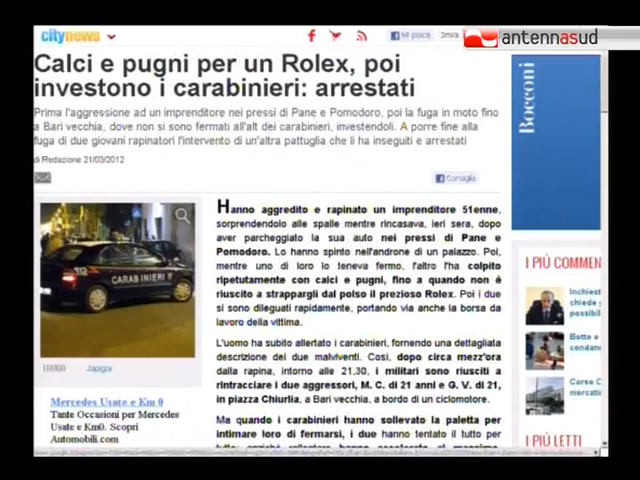 citynews
Mi piace
Invia
antennasud
Calci e pugni per un Rolex, poi
investono i carabinieri: arrestati
Prima l'aggressione ad un imprenditore nei pressi di Pane e Pomodoro, poi la fuga in moto fino
a Bari vecchia, dove non si sono fermati all'alt dei carabinieri, investendoli. A porre fine alla
fuga di due giovani rapinatori l'intervento di un'altra pattuglia che li ha inseguiti e arrestati
di Redazione 21/03/2012
Consiglia
Bocconi
112 CARABINIERI
LUOGO Japigia
Mercedes Usate e Km 0
Tante Occasioni per Mercedes
Usate e Km0. Scopri
Automobili.com
Hanno aggredito e rapinato un imprenditore 51enne,
sorprendendolo alle spalle mentre rincasava, ieri sera, dopo
aver parcheggiato la sua auto nei pressi di Pane e
Pomodoro. Lo hanno spinto nell'androne di un palazzo. Poi,
mentre uno di loro lo teneva fermo, l'altro l'ha colpito
ripetutamente con calci e pugni, fino a quando non è
riuscito a strappargli dal polso il prezioso Rolex. Poi i due
si sono dileguati rapidamente, portando via anche la borsa da
lavoro della vittima.
L'uomo ha subito allertato i carabinieri, fornendo una dettagliata
descrizione dei due malviventi. Così, dopo circa mezz'ora
dalla rapina, intorno alle 21,30, i militari sono riusciti a
rintracciare i due aggressori, M. C. di 21 anni e G. V. di 21,
in piazza Chiurlia, a Bari vecchia, a bordo di un ciclomotore.
Ma quando i carabinieri hanno sollevato la paletta per
intimare loro di fermarsi, i due hanno tentato il tutto per
I PIÙ COMMEN
Inchiest
chiede
possibil
Botte e
condan
Corso C
mercatin
I PIÙ LETTI